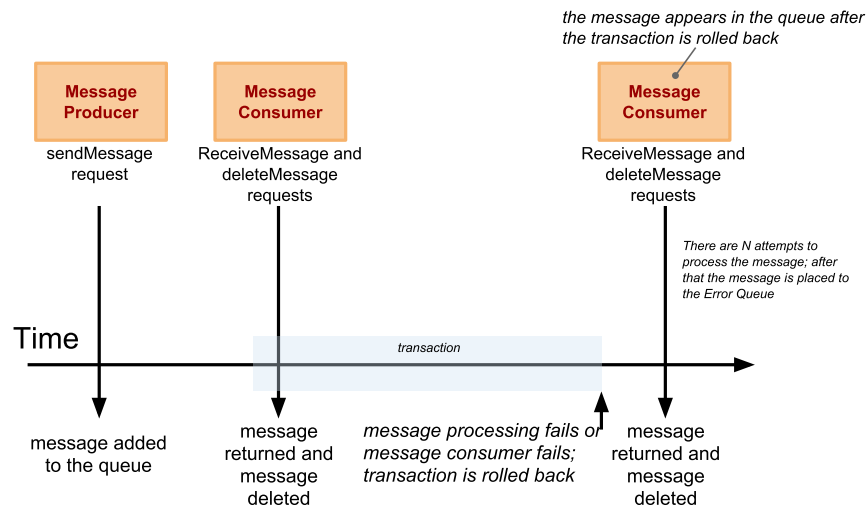 the message appears in the queue after
the transaction is rolled back
Message
Producer
sendMessage
request
Message
Consumer
ReceiveMessage and
deleteMessage
requests
Message
Consumer
ReceiveMessage and
deleteMessage
requests
There are N attempts to
process the message; after
that the message is placed to
the Error Queue
Time
transaction
message added
to the queue
message
returned and
message
deleted
message processing fails or
message consumer fails;
transaction is rolled back
message
returned and
message
deleted